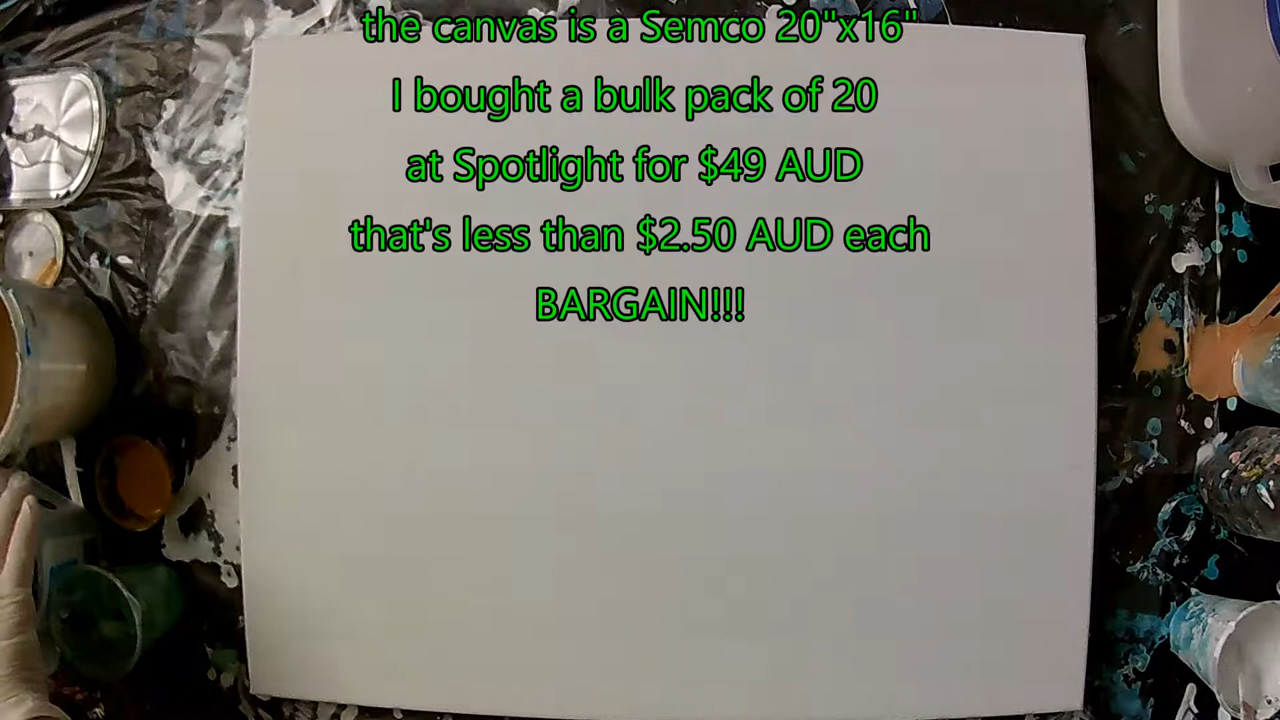 the canvas is a Semco 20"x16"
I bought a bulk pack of 20
at Spotlight for $49 AUD
that's less than $2.50 AUD each
BARGAIN!!!